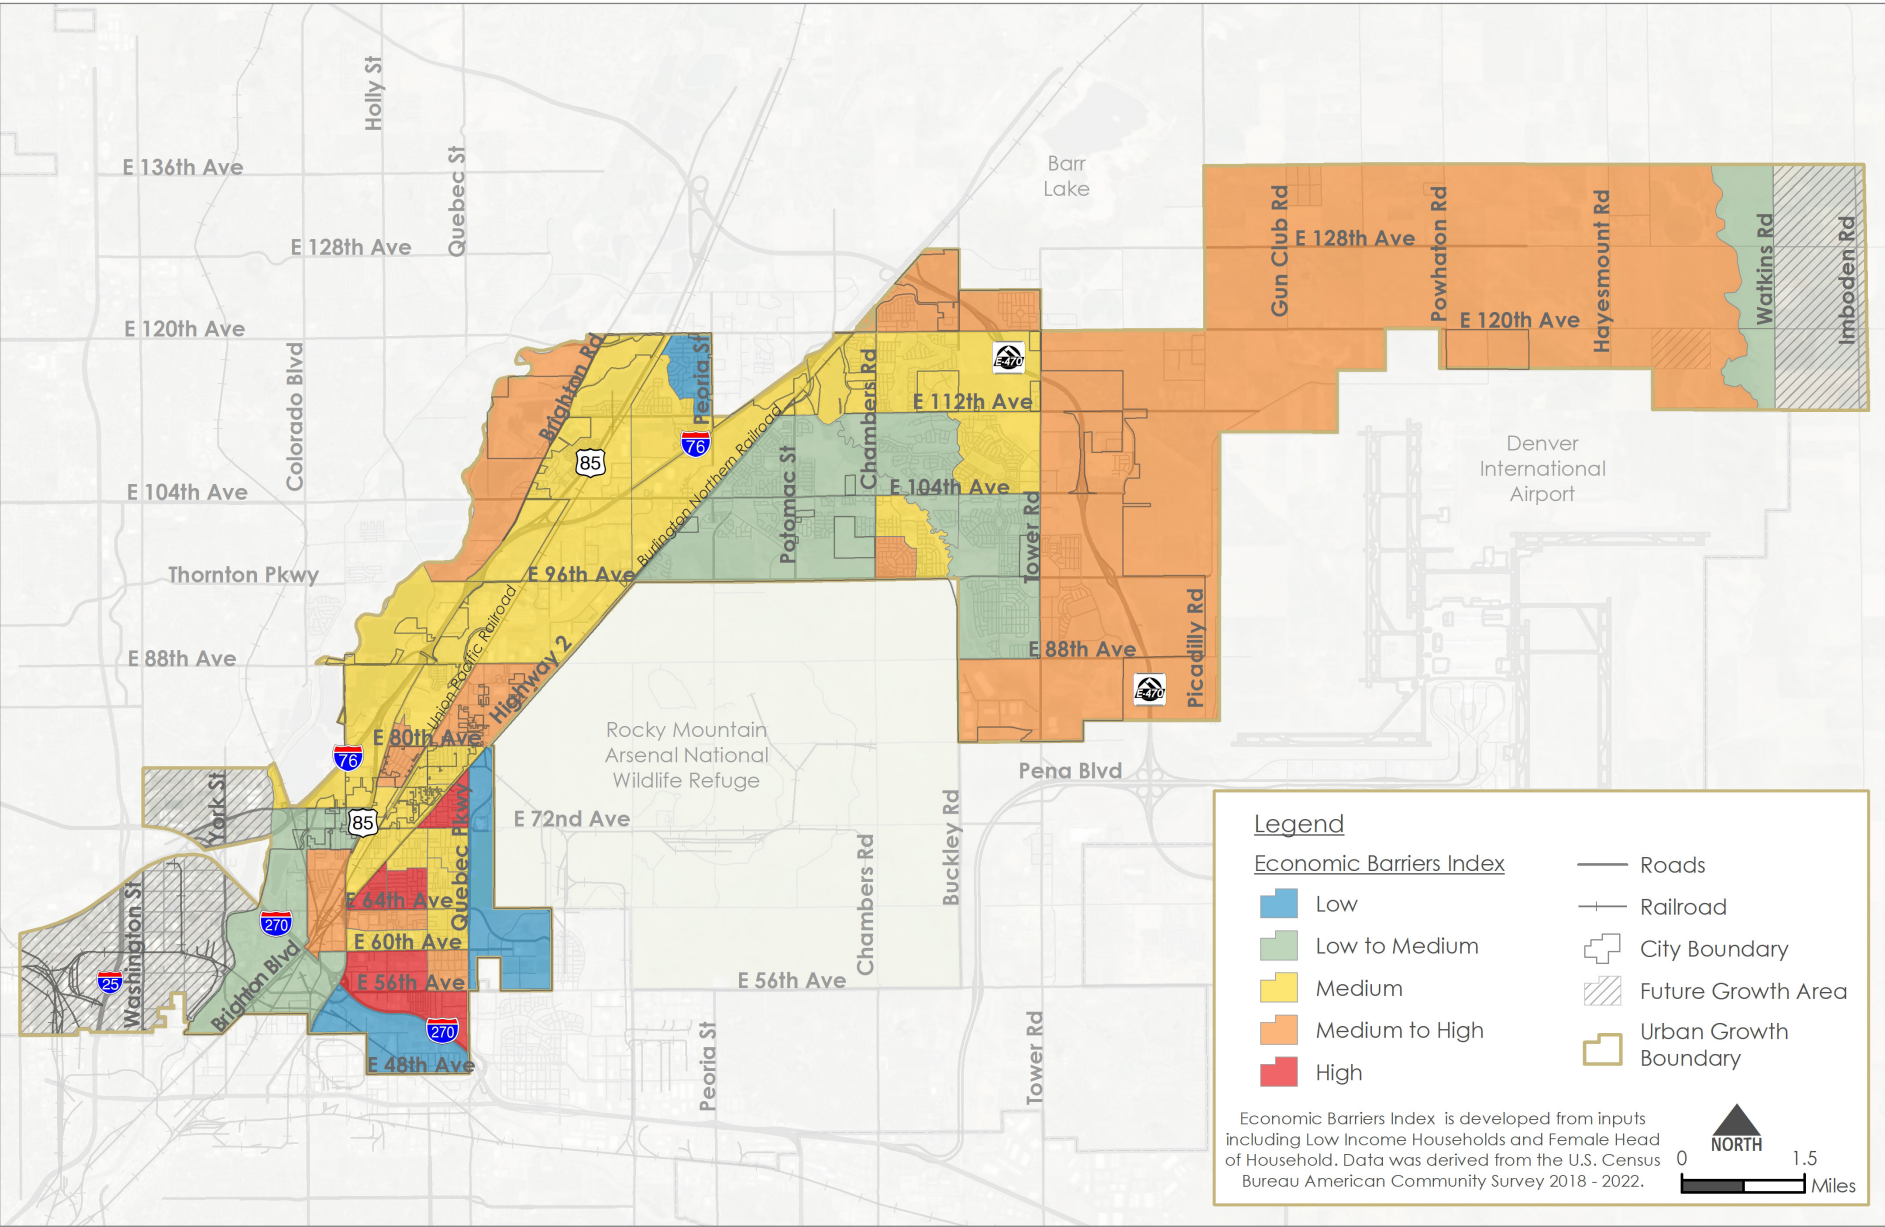 Holly St
Quebec St
E 136th Ave
E 128th Ave
E 120th Ave
Colorado Blvd
E 104th Ave
Thornton Pkwy
E 88th Ave
Barr
Lake
Gun Club Rd
E 128th Ave
Powhaton Rd
Hayesmount Rd
Watkins Rd
Imboden Rd
E 120th Ave
Brighton Rd
Peoria St
85
76
Chambers Rd
E-470
E 112th Ave
Burlington Northern Railroad
Potomac St
E 104th Ave
Tower Rd
E 96th Ave
Denver
International
Airport
Union Pacific Railroad
Highway 2
E 88th Ave
Picadilly Rd
E-470
Rocky Mountain
Arsenal National
Wildlife Refuge
Pena Blvd
E 80th Ave
76
York St
85
Quebec Pkwy
E 72nd Ave
Chambers Rd
Buckley Rd
Washington St
E 64th Ave
270
E 60th Ave
25
Brighton Blvd
E 56th Ave
E 56th Ave
270
E 48th Ave
Peoria St
Tower Rd
Legend
Economic Barriers Index
Low
Low to Medium
Medium
Medium to High
High
Roads
Railroad
City Boundary
Future Growth Area
Urban Growth
Boundary
Economic Barriers Index is developed from inputs
including Low Income Households and Female Head
of Household. Data was derived from the U.S. Census
Bureau American Community Survey 2018 - 2022.
NORTH
0 1.5
Miles